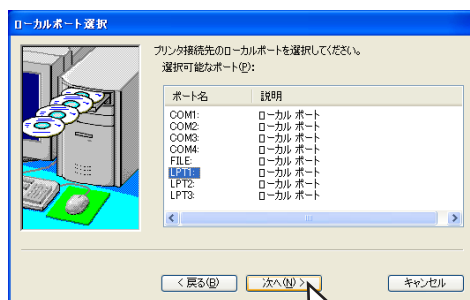 ローカルポート選択
プリンタ接続先のローカルポートを選択してください。
選択可能なポート(P):
ポート名 説明
COM1: ローカル ポート
COM2: ローカル ポート
COM3: ローカル ポート
COM4: ローカル ポート
FILE: ローカル ポート
LPT1: ローカル ポート
LPT2: ローカル ポート
LPT3: ローカル ポート
< 戻る(B) 次へ(N) > キャンセル